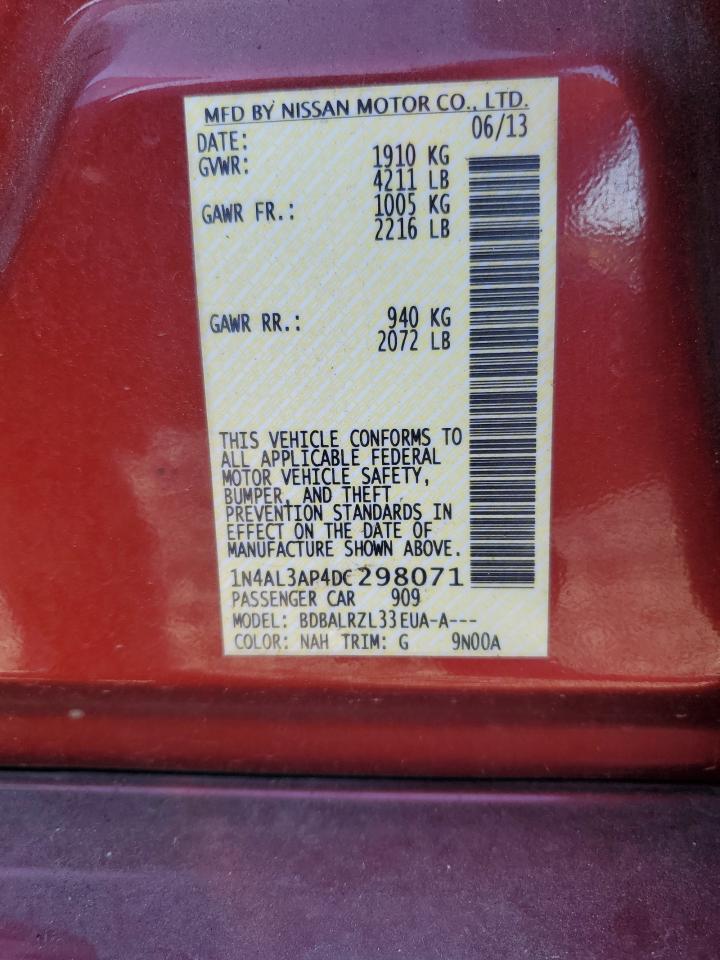 MFD BY NISSAN MOTOR CO., LTD.
DATE: 06/13
GVWR: 1910 KG
4211 LB
GAWR FR.: 1005 KG
2216 LB
GAWR RR.: 940 KG
2072 LB
THIS VEHICLE CONFORMS TO
ALL APPLICABLE FEDERAL
MOTOR VEHICLE SAFETY,
BUMPER, AND THEFT
PREVENTION STANDARDS IN
EFFECT ON THE DATE OF
MANUFACTURE SHOWN ABOVE.
1N4AL3AP4DC298071
PASSENGER CAR 909
MODEL: BDBALRZL33EUA-A---
COLOR: NAH TRIM: G 9N00A